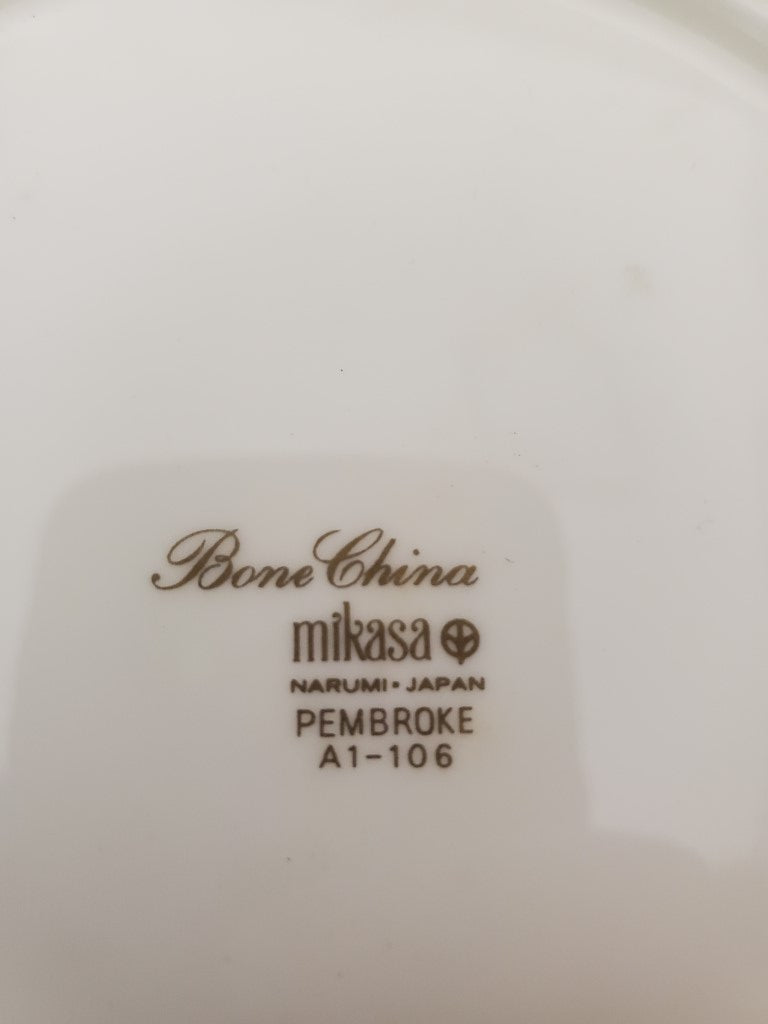 Bone China
mikasa
NARUMI • JAPAN
PEMBROKE
A1-106